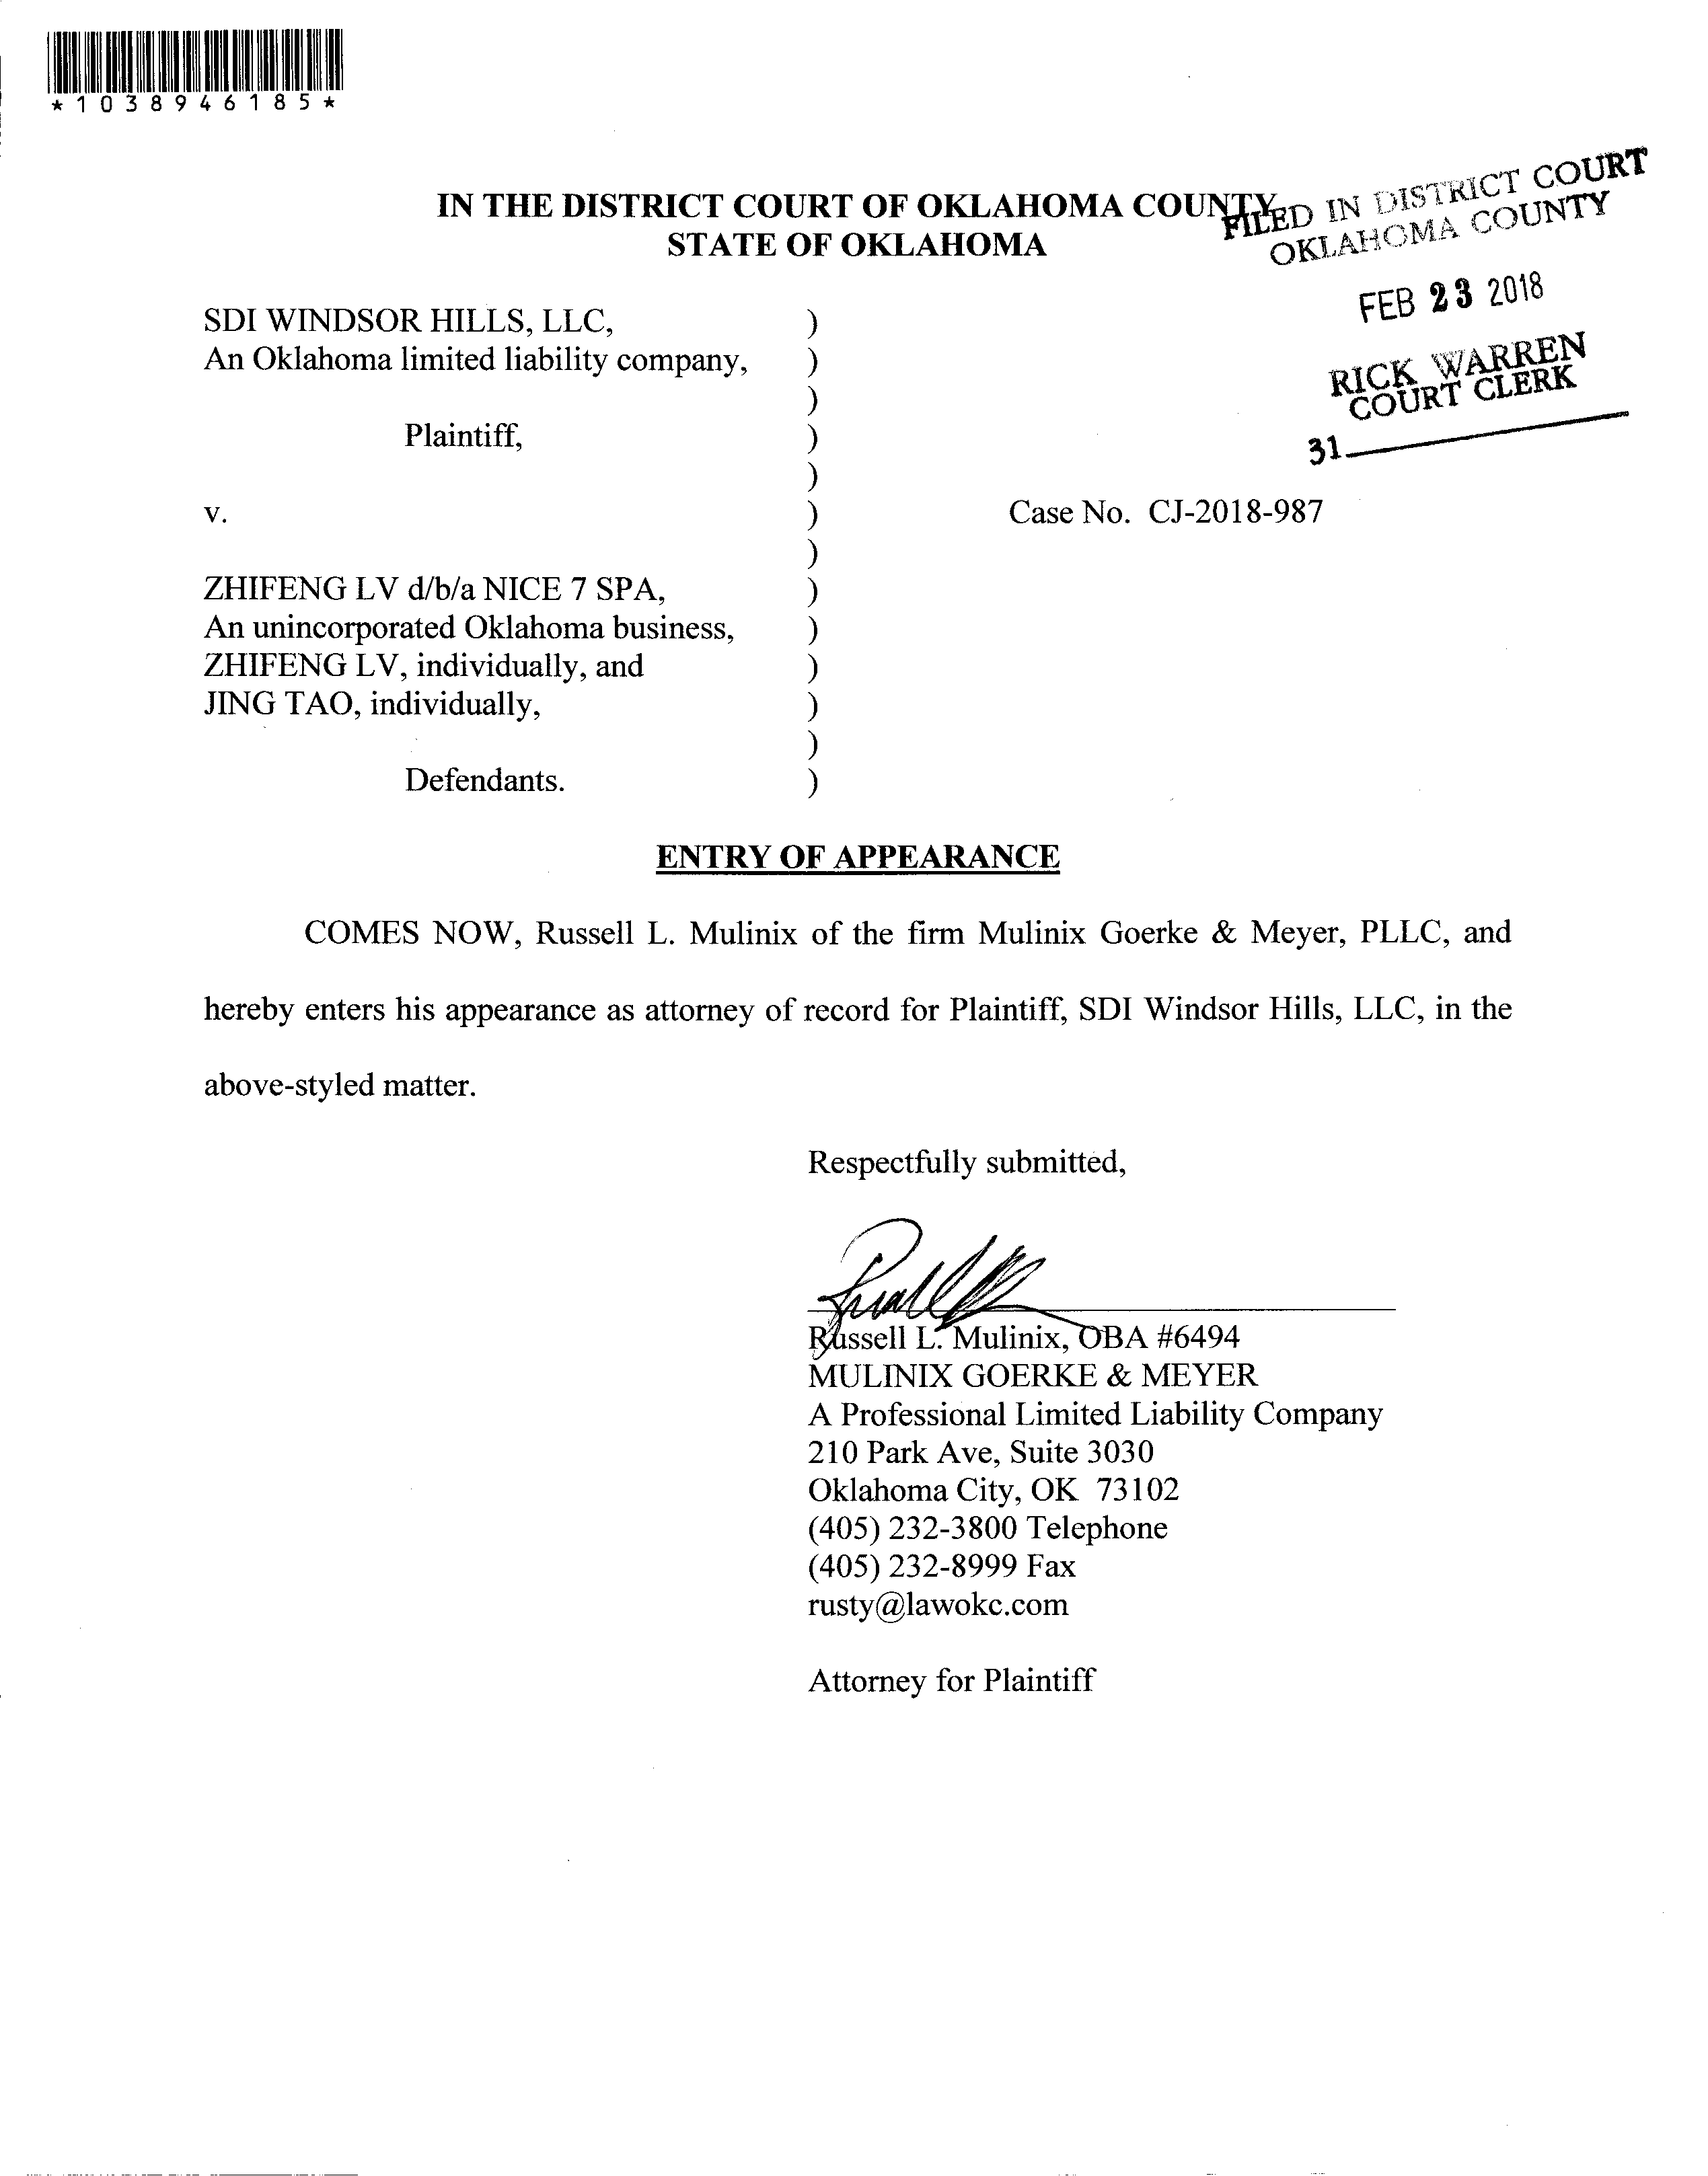 *1038946185*
IN THE DISTRICT COURT OF OKLAHOMA COUNTY
STATE OF OKLAHOMA
FILED IN DISTRICT COURT
OKLAHOMA COUNTY
FEB 23 2018
RICK WARREN
COURT CLERK
31
SDI WINDSOR HILLS, LLC, )
An Oklahoma limited liability company, )
)
Plaintiff, )
)
v. ) Case No. CJ-2018-987
)
ZHIFENG LV d/b/a NICE 7 SPA, )
An unincorporated Oklahoma business, )
ZHIFENG LV, individually, and )
JING TAO, individually, )
)
Defendants. )
ENTRY OF APPEARANCE
COMES NOW, Russell L. Mulinix of the firm Mulinix Goerke & Meyer, PLLC, and
hereby enters his appearance as attorney of record for Plaintiff, SDI Windsor Hills, LLC, in the
above-styled matter.
Respectfully submitted,
Russell L. Mulinix, OBA #6494
MULINIX GOERKE & MEYER
A Professional Limited Liability Company
210 Park Ave, Suite 3030
Oklahoma City, OK 73102
(405) 232-3800 Telephone
(405) 232-8999 Fax
rusty@lawokc.com
Attorney for Plaintiff